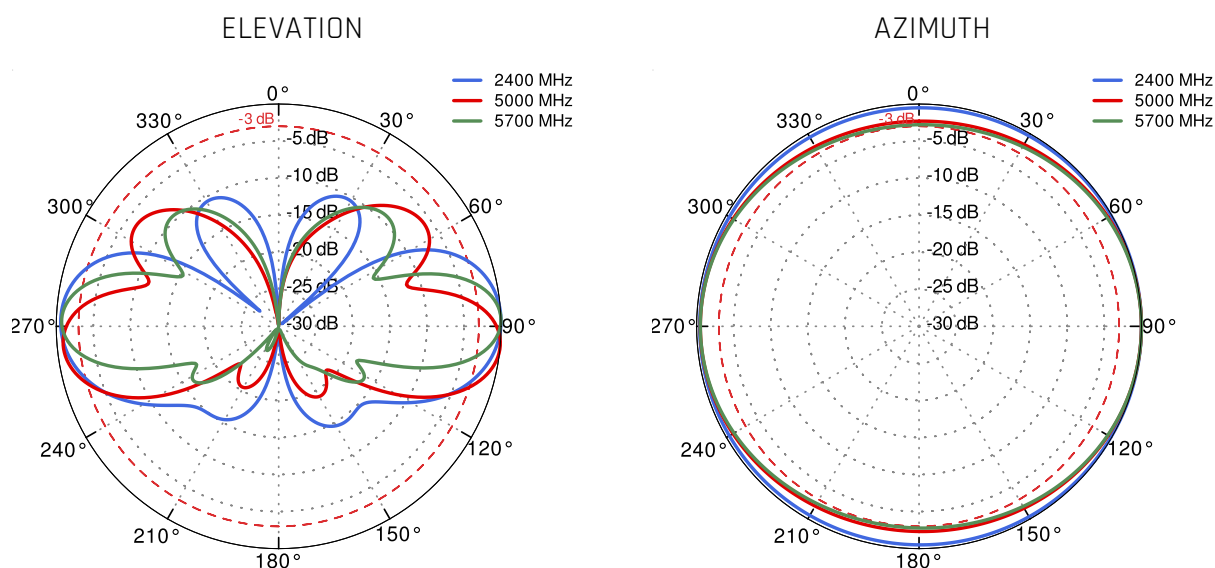 ELEVATION
2400 MHz
5000 MHz
5700 MHz
0°
30°
60°
90°
120°
150°
180°
210°
240°
270°
300°
330°
-3 dB
-5 dB
-10 dB
-15 dB
-20 dB
-25 dB
-30 dB
AZIMUTH
2400 MHz
5000 MHz
5700 MHz
0°
30°
60°
90°
120°
150°
180°
210°
240°
270°
300°
330°
-3 dB
-5 dB
-10 dB
-15 dB
-20 dB
-25 dB
-30 dB